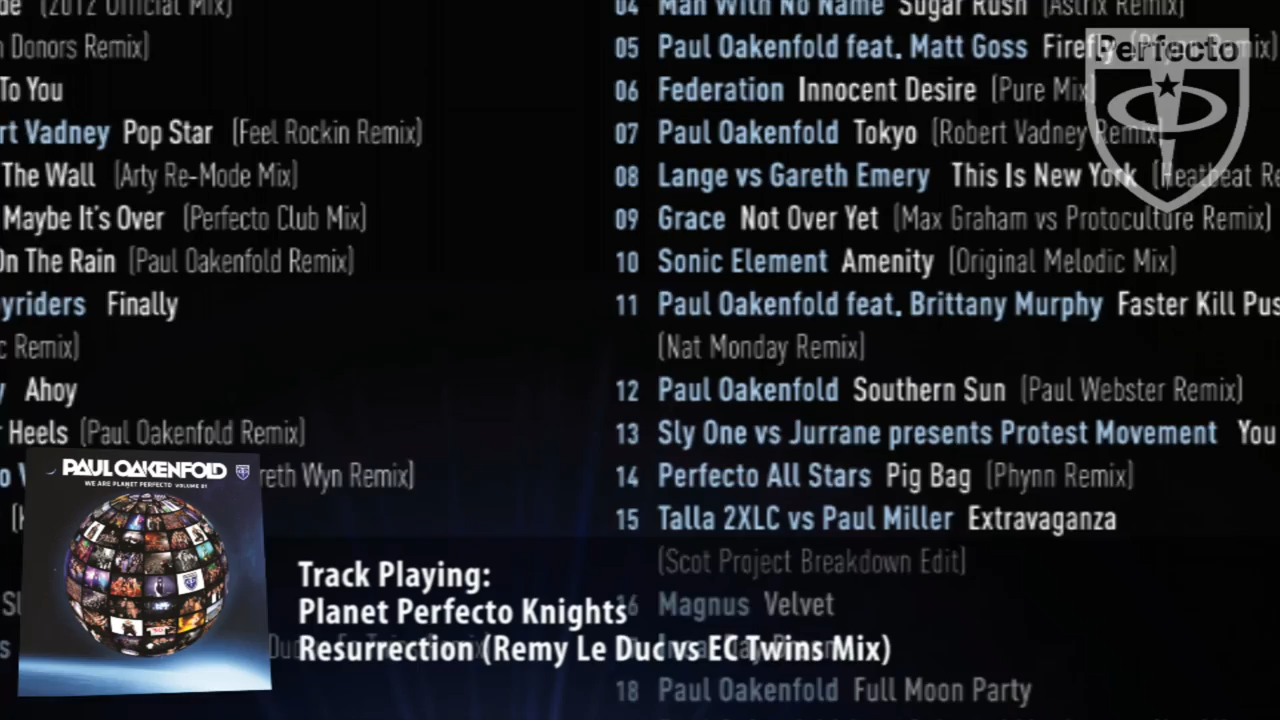 de (2012 Official Mix)
n Donors Remix)
To You
rt Vadney Pop Star (Feel Rockin Remix)
The Wall (Arty Re-Mode Mix)
Maybe It's Over (Perfecto Club Mix)
On The Rain (Paul Oakenfold Remix)
yriders Finally
c Remix)
y Ahoy
r Heels (Paul Oakenfold Remix)
reth Wyn Remix)
04 Man With No Name Sugar Rush (Astrix Remix)
05 Paul Oakenfold feat. Matt Goss Firefly
06 Federation Innocent Desire (Pure Mix)
07 Paul Oakenfold Tokyo (Robert Vadney Remix)
08 Lange vs Gareth Emery This Is New York (Heatbeat Re
09 Grace Not Over Yet (Max Graham vs Protoculture Remix)
10 Sonic Element Amenity (Original Melodic Mix)
11 Paul Oakenfold feat. Brittany Murphy Faster Kill Pus
(Nat Monday Remix)
12 Paul Oakenfold Southern Sun (Paul Webster Remix)
13 Sly One vs Jurrane presents Protest Movement You
14 Perfecto All Stars Pig Bag (Phynn Remix)
15 Talla 2XLC vs Paul Miller Extravaganza
(Scot Project Breakdown Edit)
16 Magnus Velvet
18 Paul Oakenfold Full Moon Party
Perfecto
PAUL OAKENFOLD
WE ARE PLANET PERFECTO VOLUME 01
Track Playing:
Planet Perfecto Knights
Resurrection (Remy Le Duc vs EC Twins Mix)